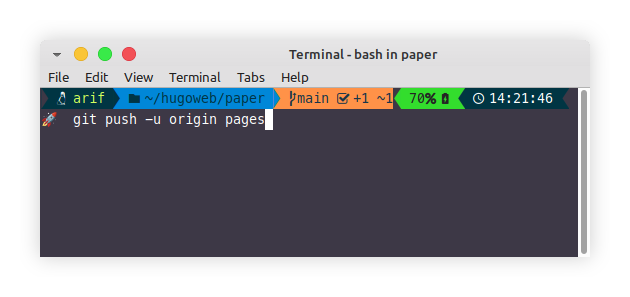 Terminal - bash in paper
File Edit View Terminal Tabs Help
arif ~/hugoweb/paper main +1 ~1 70% 14:21:46
git push -u origin pages